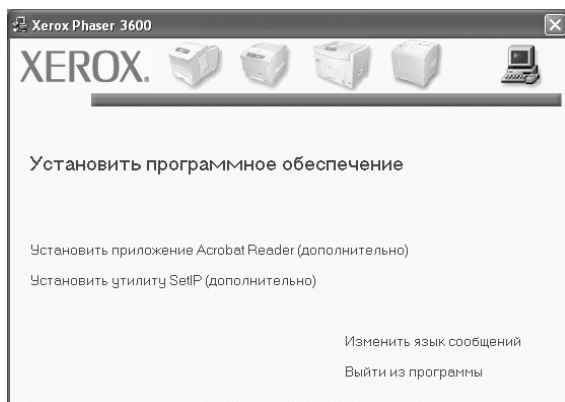 Xerox Phaser 3600
XEROX.
Установить программное обеспечение
Установить приложение Acrobat Reader (дополнительно)
Установить утилиту SetIP (дополнительно)
Изменить язык сообщений
Выйти из программы